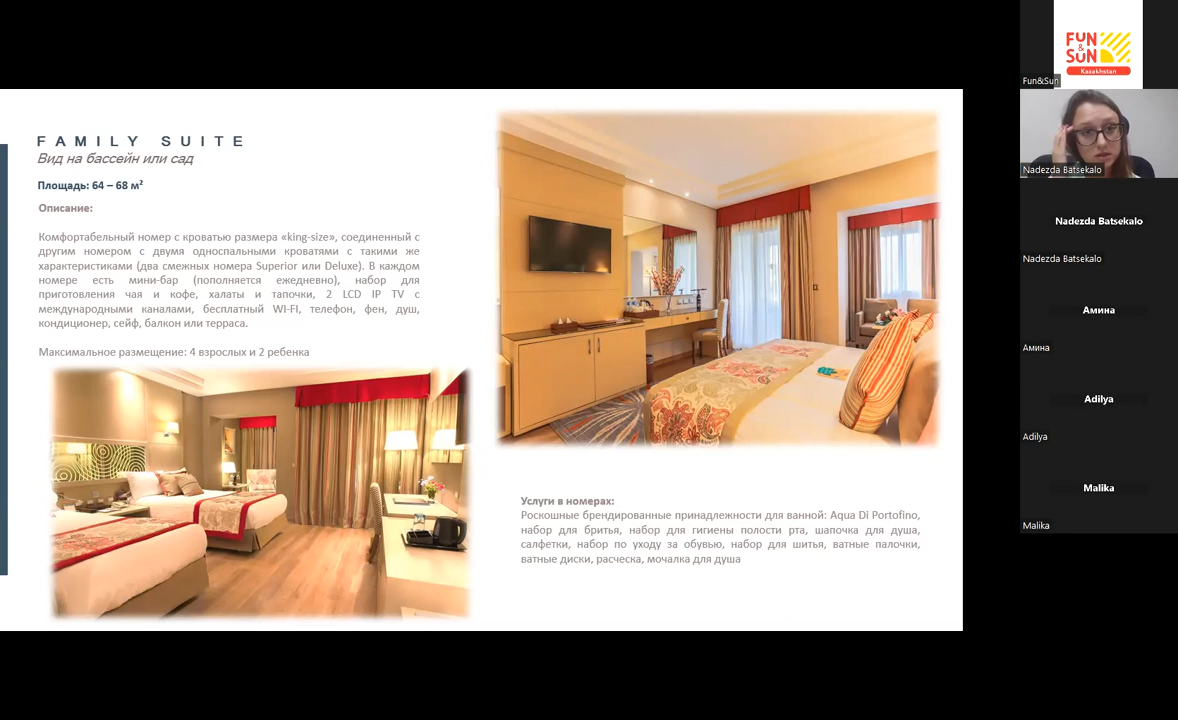 FAMILY SUITE
Вид на бассейн или сад
Площадь: 64 – 68 м²
Описание:
Комфортабельный номер с кроватью размера «king-size», соединенный с
другим номером с двумя односпальными кроватями с такими же
характеристиками (два смежных номера Superior или Deluxe). В каждом
номере есть мини-бар (пополняется ежедневно), набор для
приготовления чая и кофе, халаты и тапочки, 2 LCD IP TV с
международными каналами, бесплатный WI-FI, телефон, фен, душ,
кондиционер, сейф, балкон или терраса.
Максимальное размещение: 4 взрослых и 2 ребенка
Услуги в номерах:
Роскошные брендированные принадлежности для ванной: Aqua Di Portofino,
набор для бритья, набор для гигиены полости рта, шапочка для душа,
салфетки, набор по уходу за обувью, набор для шитья, ватные палочки,
ватные диски, расческа, мочалка для душа
FUN
&
SUN
Kazakhstan
Fun&Sun
Nadezda Batsekalo
Nadezda Batsekalo
Nadezda Batsekalo
Амина
Амина
Adilya
Adilya
Malika
Malika